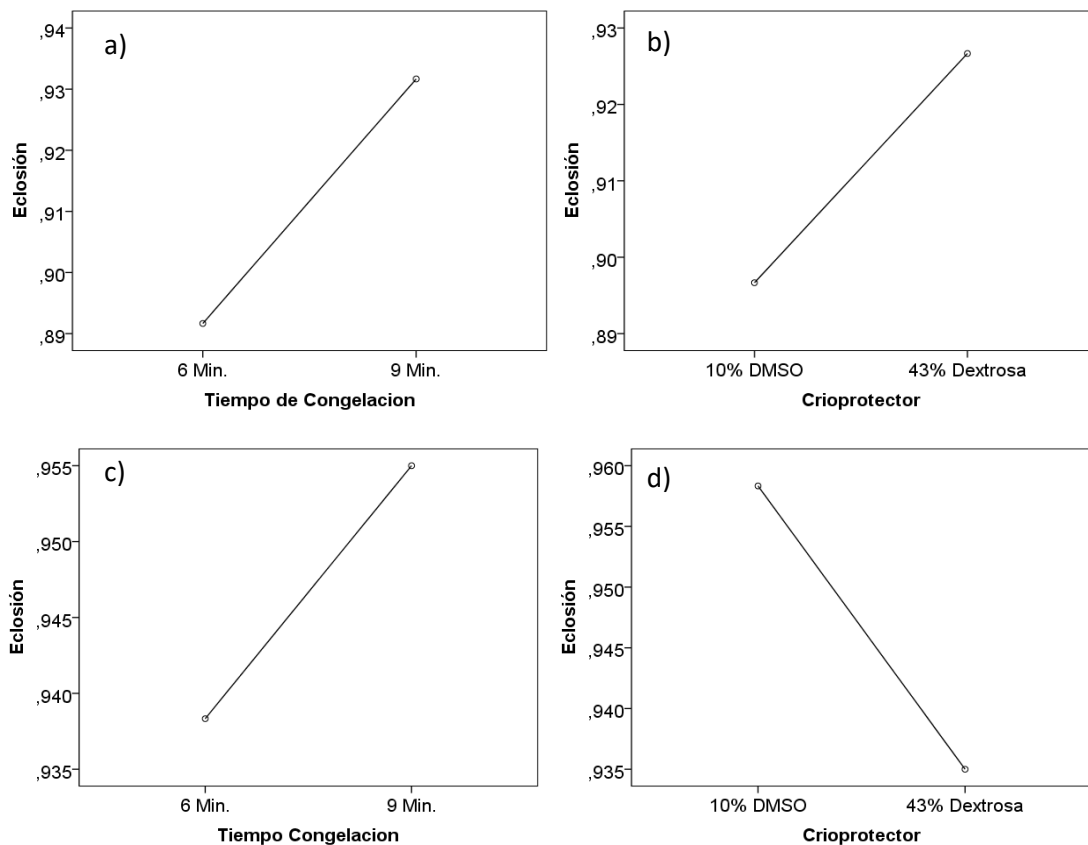 a)
,94
,93
,92
,91
,90
,89
Eclosión
6 Min. 9 Min.
Tiempo de Congelacion
b)
,93
,92
,91
,90
,89
Eclosión
10% DMSO 43% Dextrosa
Crioprotector
c)
,955
,950
,945
,940
,935
Eclosión
6 Min. 9 Min.
Tiempo Congelacion
d)
,960
,955
,950
,945
,940
,935
Eclosión
10% DMSO 43% Dextrosa
Crioprotector